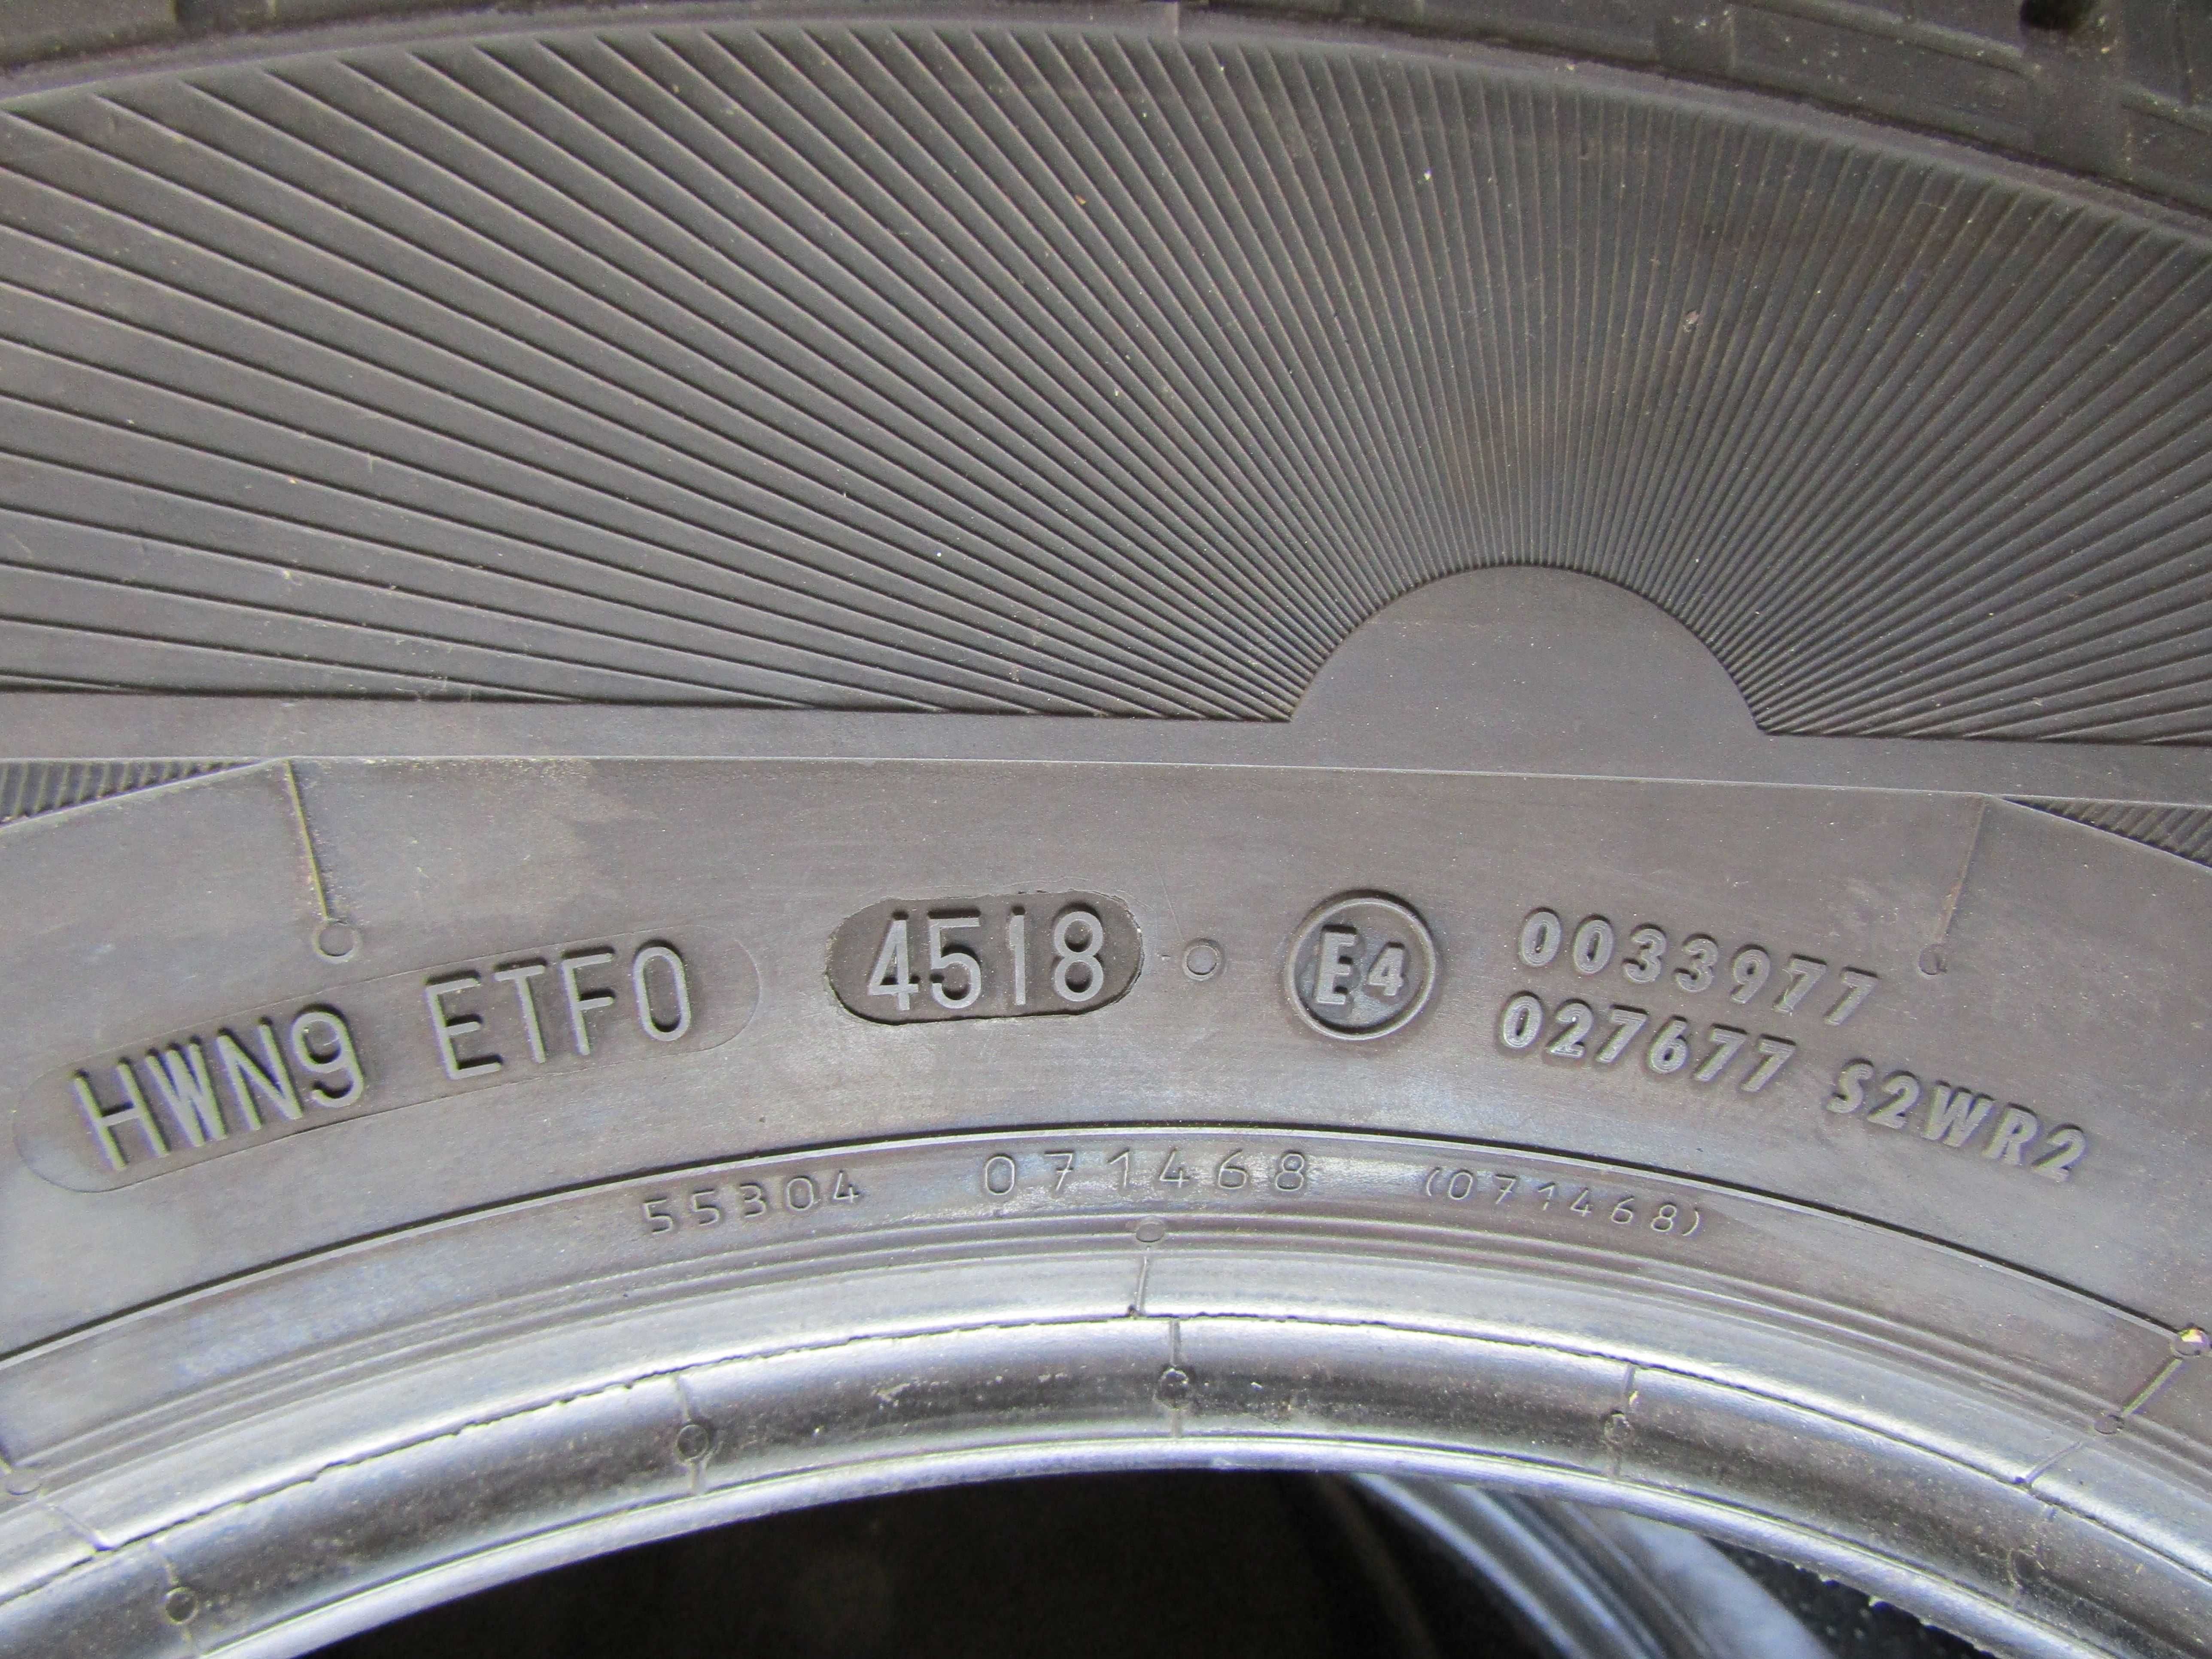 HWN9 ETF0 4518 E4 0033977
027677 S2WR2
55304 071468 (071468)